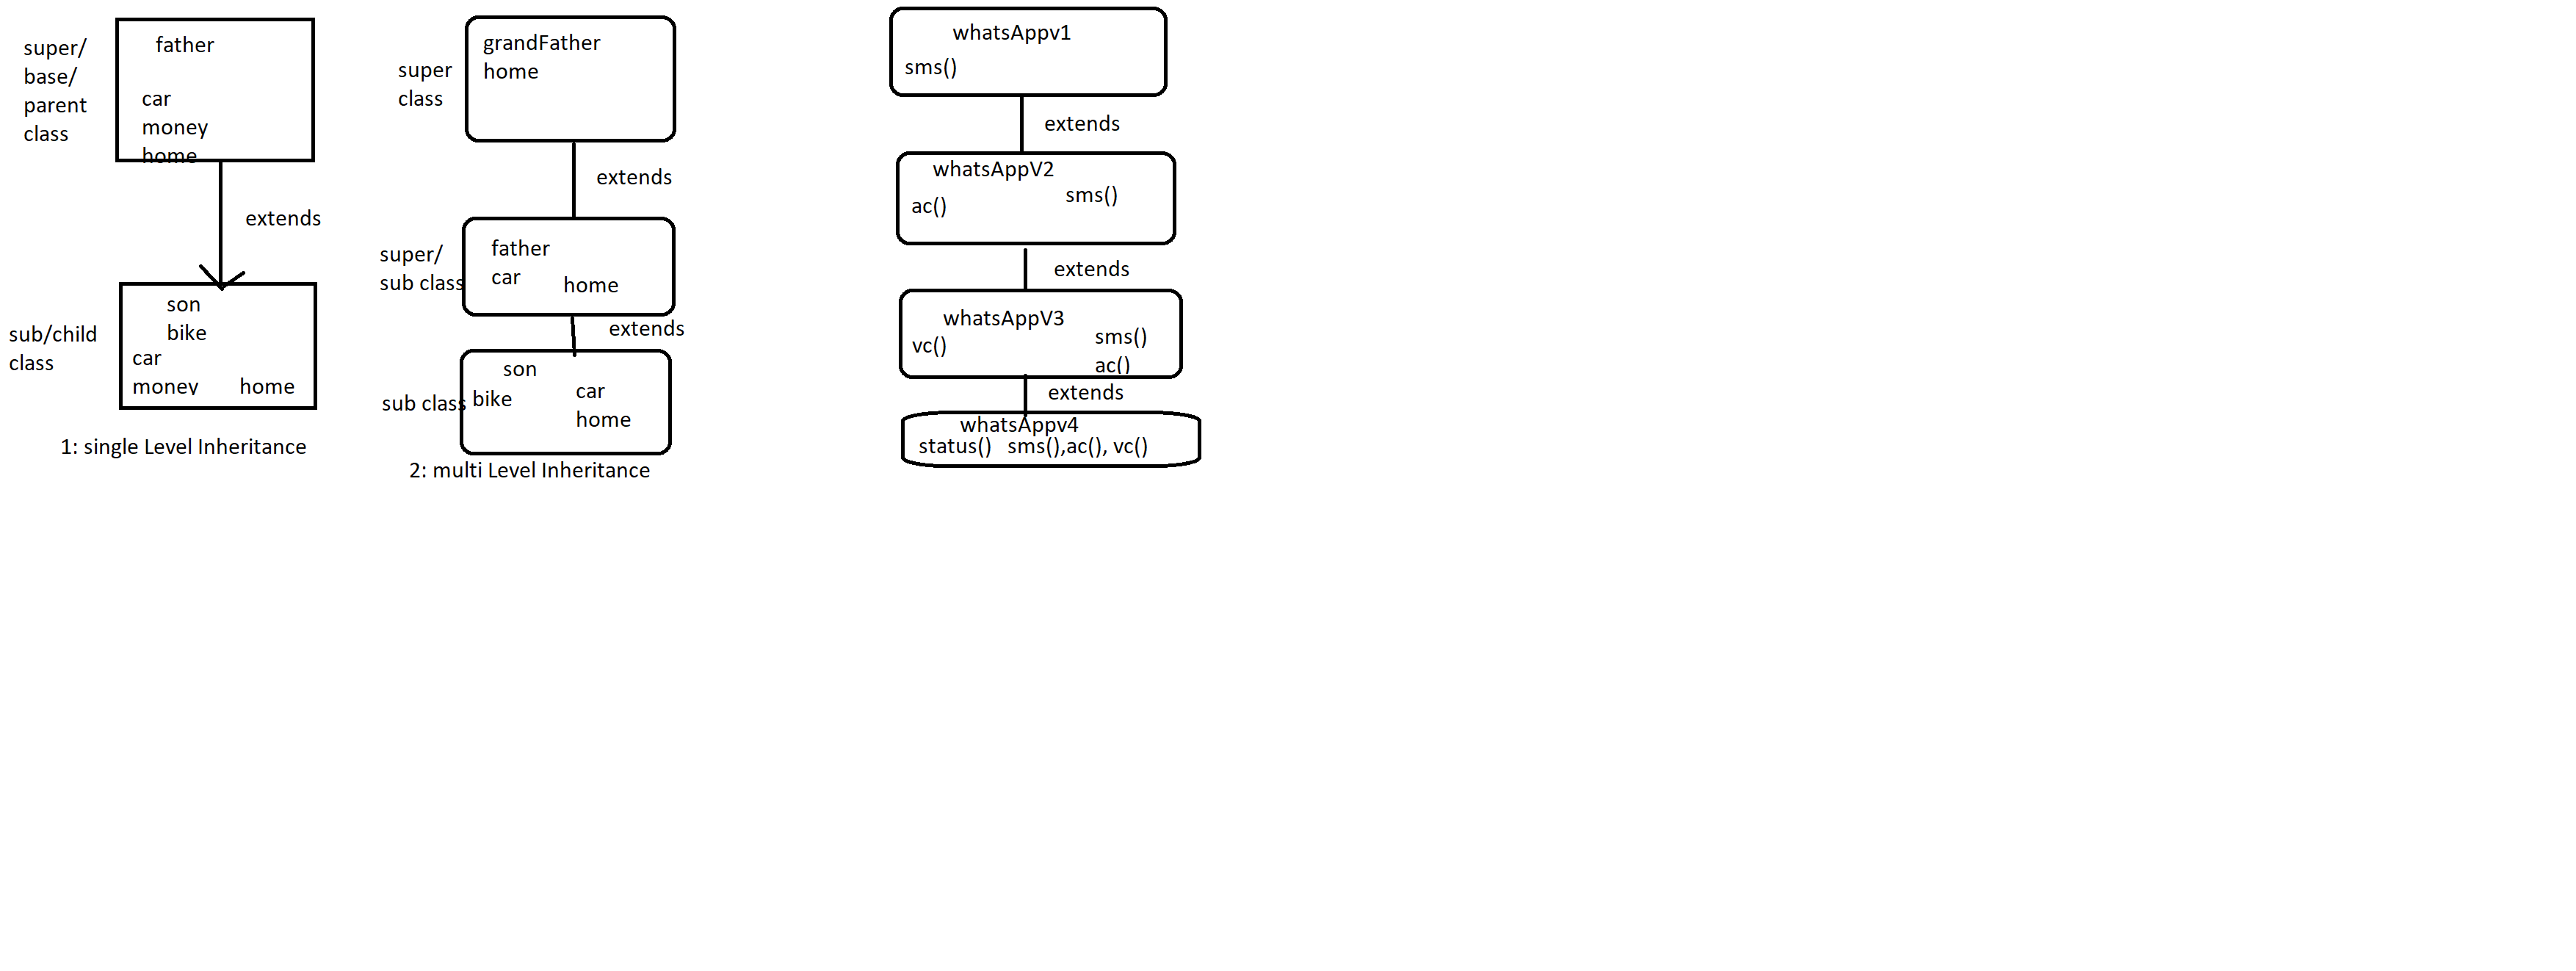 super/
base/
parent
class
father
car
money
home
extends
sub/child
class
son
bike
car
money home
1: single Level Inheritance
super
class
grandFather
home
extends
super/
sub class
father
car
home
extends
sub class
son
bike
car
home
2: multi Level Inheritance
whatsAppv1
sms()
extends
whatsAppV2
ac()
sms()
extends
whatsAppV3
vc()
sms()
ac()
extends
whatsAppv4
status() sms(),ac(), vc()